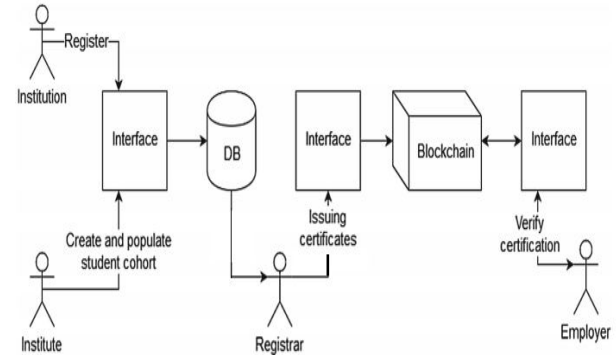 Register
Institution
Interface
DB
Interface
Blockchain
Interface
Create and populate
student cohort
Issuing
certificates
Verify
certification
Institute
Registrar
Employer